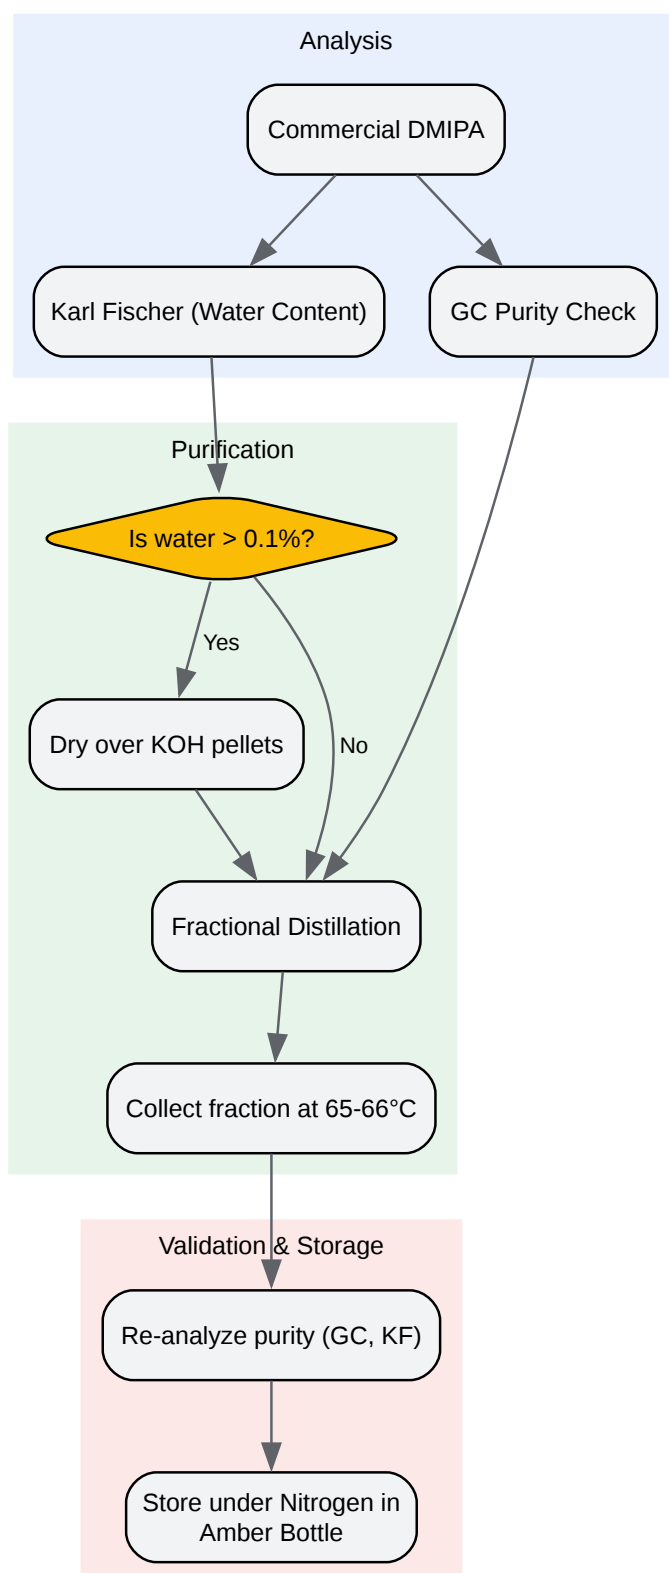 Analysis
Commercial DMIPA
Karl Fischer (Water Content)
GC Purity Check
Purification
Is water > 0.1%?
Yes
Dry over KOH pellets
No
Fractional Distillation
Collect fraction at 65-66°C
Validation & Storage
Re-analyze purity (GC, KF)
Store under Nitrogen in
Amber Bottle